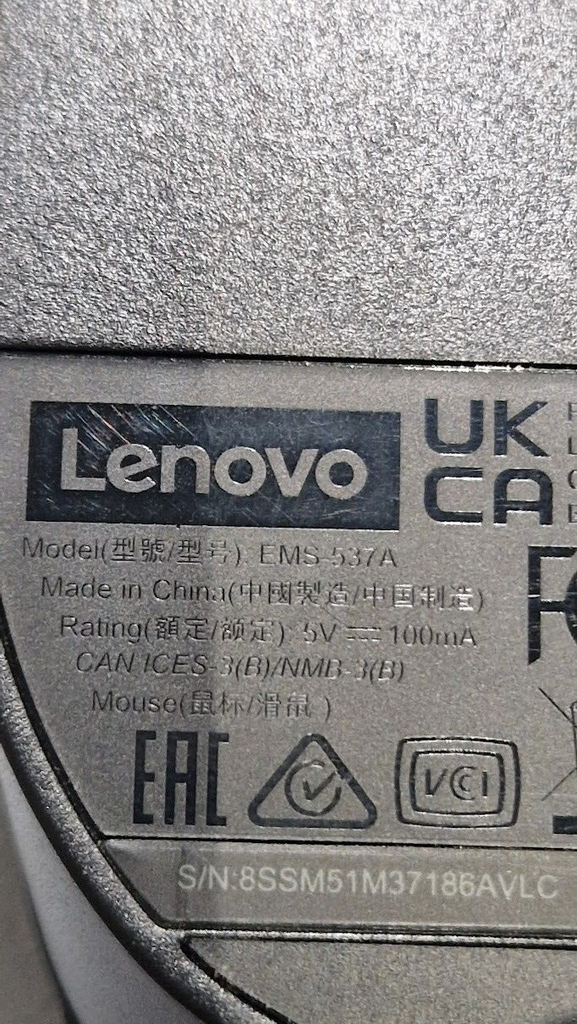 Lenovo
UK
CA
Model(型號/型号): EMS-537A
Made in China(中國製造/中国制造)
Rating(額定/额定): 5V ⎓ 100mA
CAN ICES-3(B)/NMB-3(B)
Mouse(鼠标/滑鼠 )
EAC
VCCI
S/N:8SSM51M37186AVLC